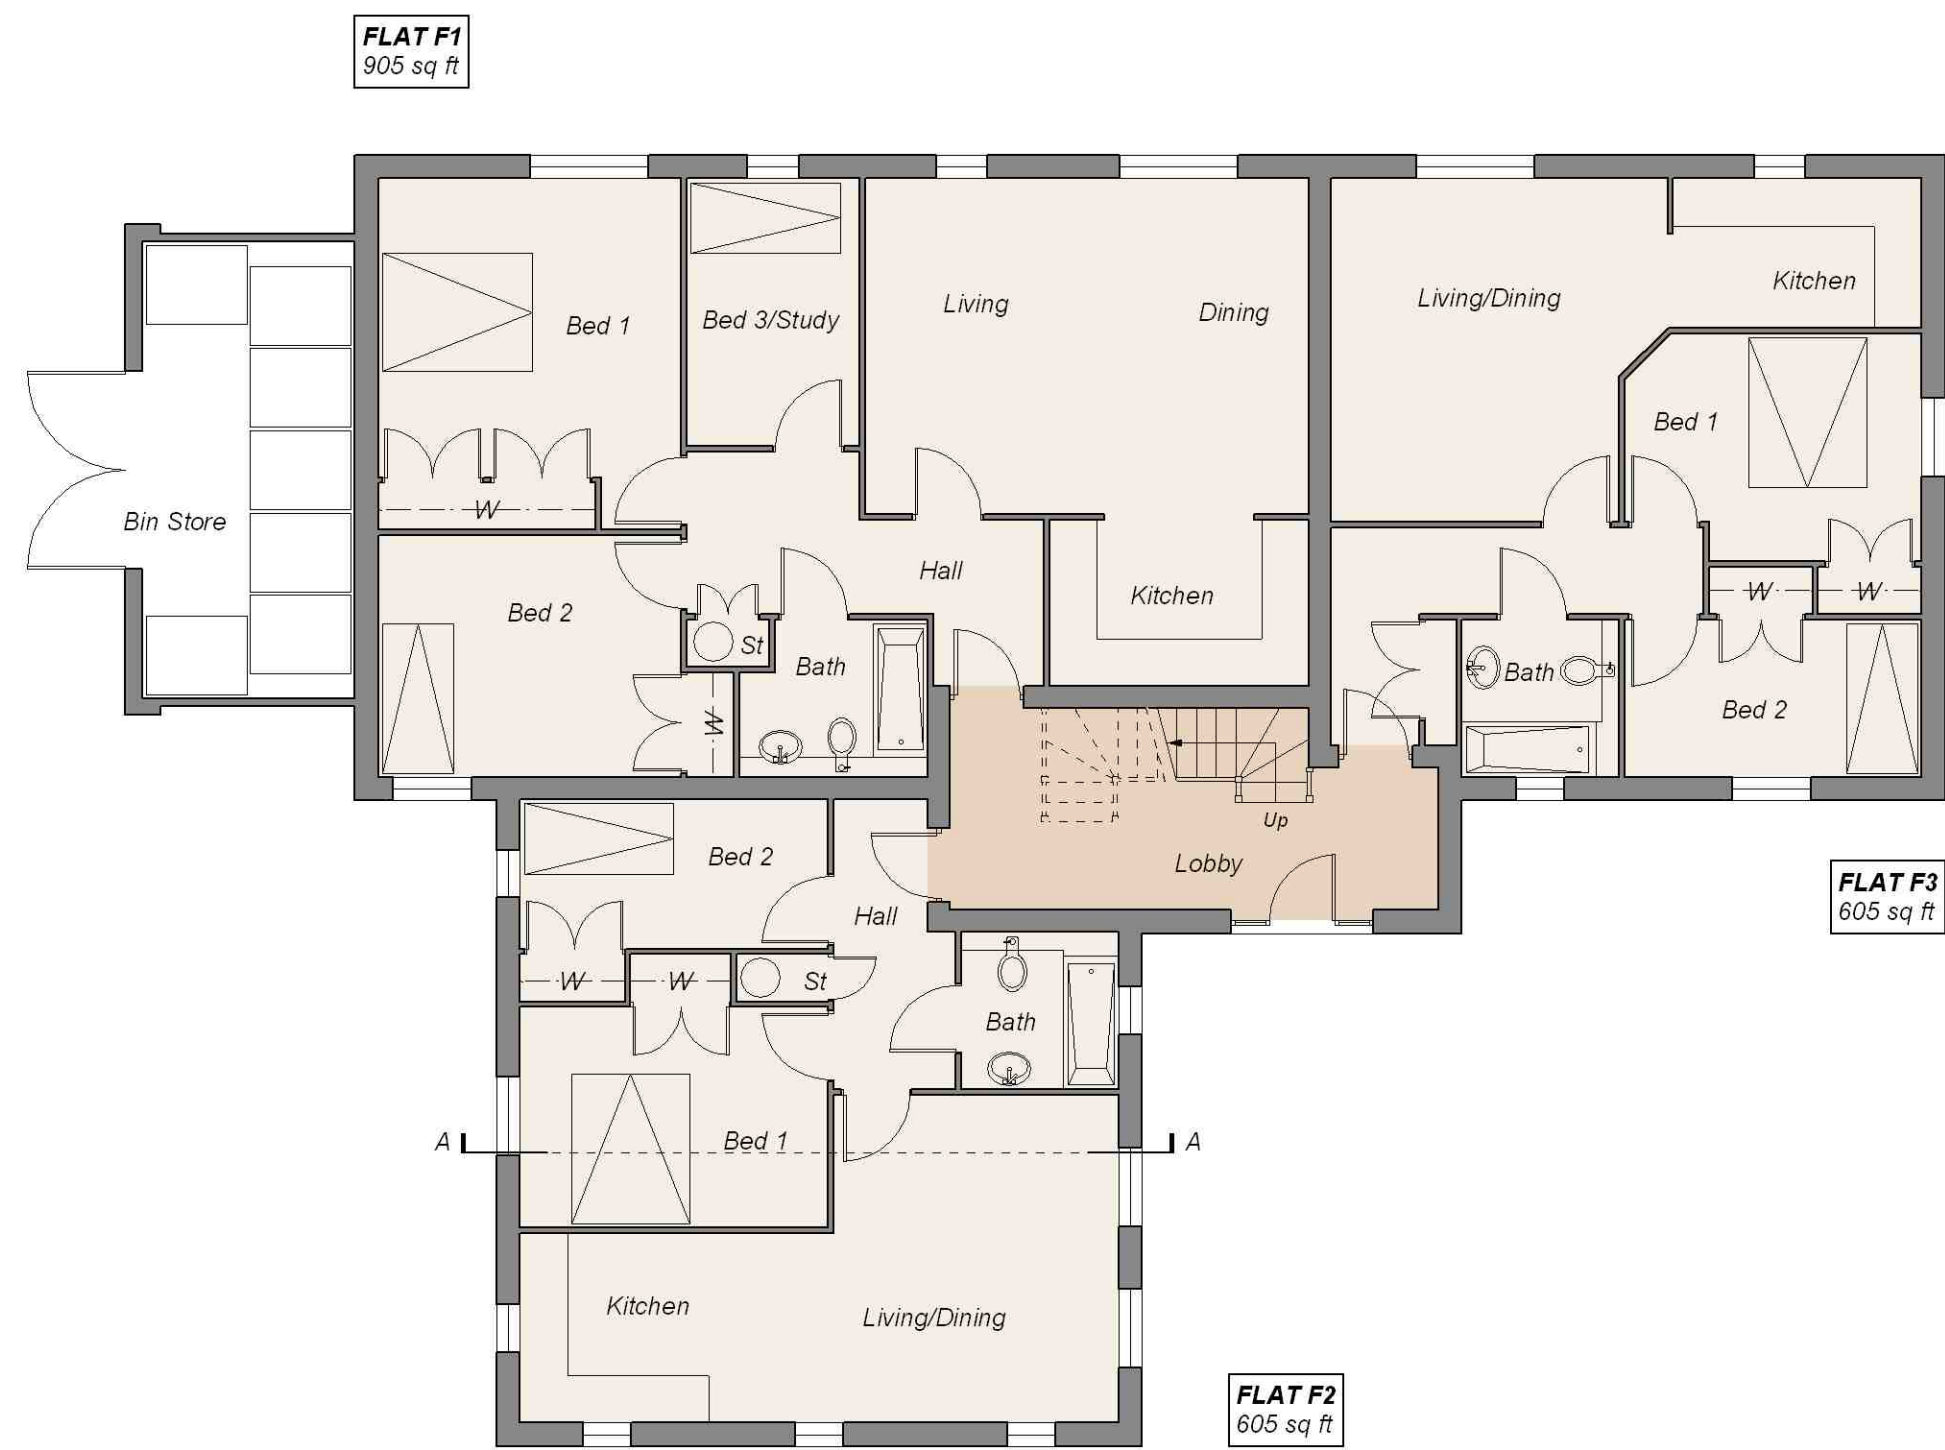 FLAT F1
905 sq ft
Bed 1
Bed 3/Study
Living
Dining
Living/Dining
Kitchen
Bed 1
Bin Store
W
Hall
Kitchen
Bed 2
St
Bath
W
W
W
Bath
Bed 2
Up
Lobby
Bed 2
Hall
FLAT F3
605 sq ft
W
W
St
Bath
A
Bed 1
A
Kitchen
Living/Dining
FLAT F2
605 sq ft